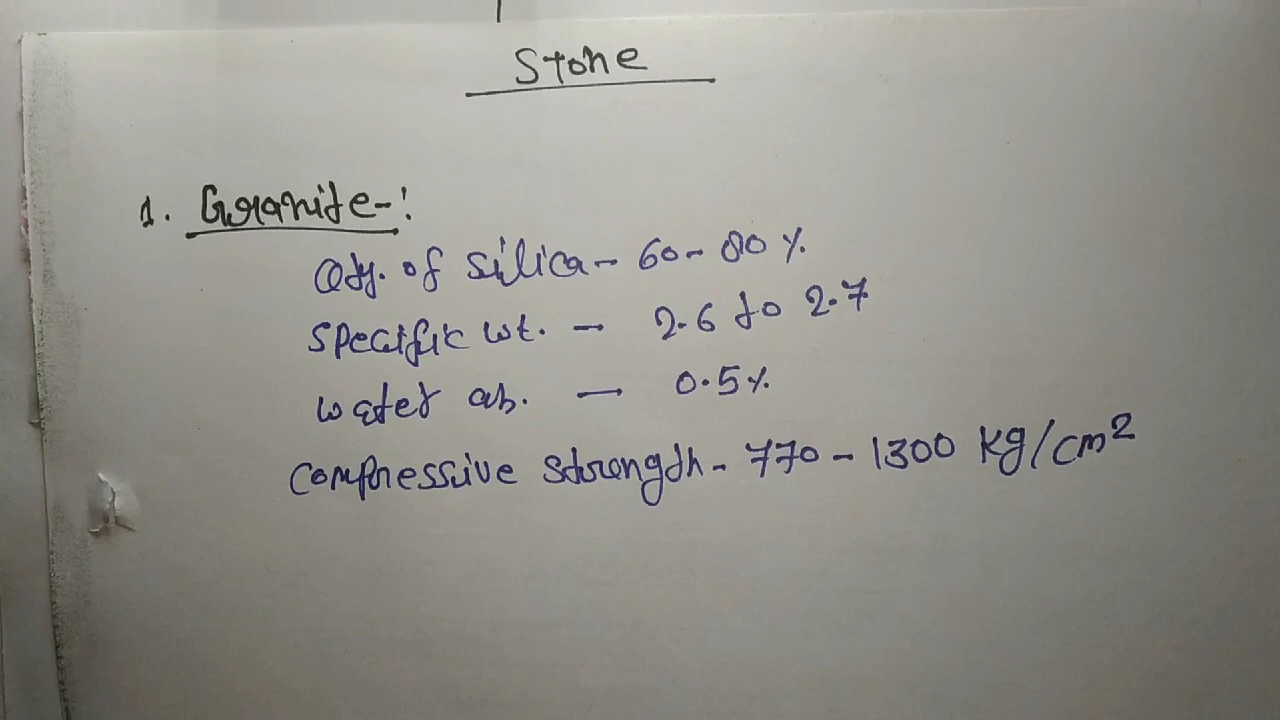 Stone
1. Granite-:
Qty. of silica - 60 - 80 %
Specific wt. - 2.6 to 2.7
water ab. - 0.5%
Compressive strength - 770 - 1300 kg/cm²